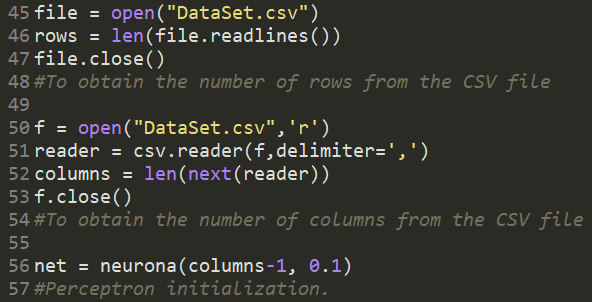 45 file = open("DataSet.csv")
46 rows = len(file.readlines())
47 file.close()
48 #To obtain the number of rows from the CSV file
49
50 f = open("DataSet.csv",'r')
51 reader = csv.reader(f,delimiter=',')
52 columns = len(next(reader))
53 f.close()
54 #To obtain the number of columns from the CSV file
55
56 net = neurona(columns-1, 0.1)
57 #Perceptron initialization.